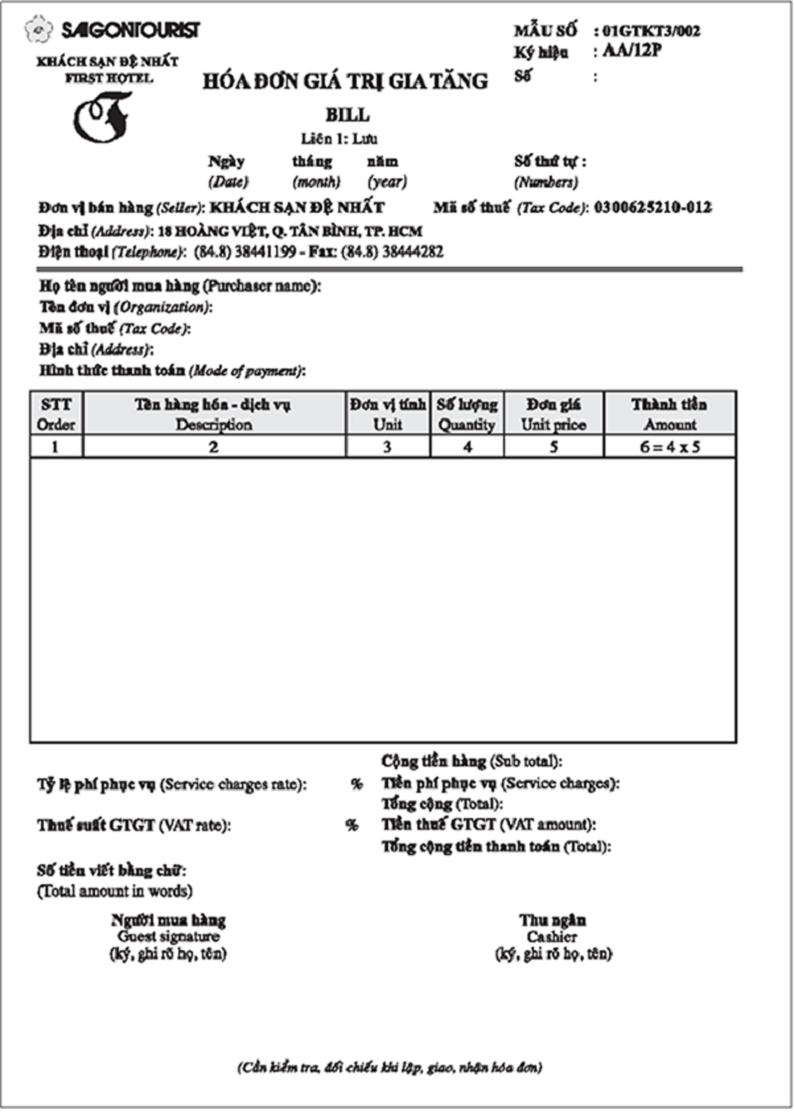 SAIGONTOURIST
KHÁCH SẠN ĐỆ NHẤT
FIRST HOTEL
MẪU SỐ : 01GTKT3/002
Ký hiệu : AA/12P
Số :
HÓA ĐƠN GIÁ TRỊ GIA TĂNG
BILL
Liên 1: Lưu
Ngày tháng năm
(Date) (month) (year)
Số thứ tự :
(Numbers)
Đơn vị bán hàng (Seller): KHÁCH SẠN ĐỆ NHẤT Mã số thuế (Tax Code): 0300625210-012
Địa chỉ (Address): 18 HOÀNG VIỆT, Q. TÂN BÌNH, TP. HCM
Điện thoại (Telephone): (84.8) 38441199 - Fax: (84.8) 38444282
Họ tên người mua hàng (Purchaser name):
Tên đơn vị (Organization):
Mã số thuế (Tax Code):
Địa chỉ (Address):
Hình thức thanh toán (Mode of payment):
STT Tên hàng hóa - dịch vụ Đơn vị tính Số lượng Đơn giá Thành tiền
Order Description Unit Quantity Unit price Amount
1 2 3 4 5 6 = 4 x 5
Cộng tiền hàng (Sub total):
Tỷ lệ phí phục vụ (Service charges rate): % Tiền phí phục vụ (Service charges):
Tổng cộng (Total):
Thuế suất GTGT (VAT rate): % Tiền thuế GTGT (VAT amount):
Tổng cộng tiền thanh toán (Total):
Số tiền viết bằng chữ:
(Total amount in words)
Người mua hàng Thu ngân
Guest signature Cashier
(ký, ghi rõ họ, tên) (ký, ghi rõ họ, tên)
(Cần kiểm tra, đối chiếu khi lập, giao, nhận hóa đơn)